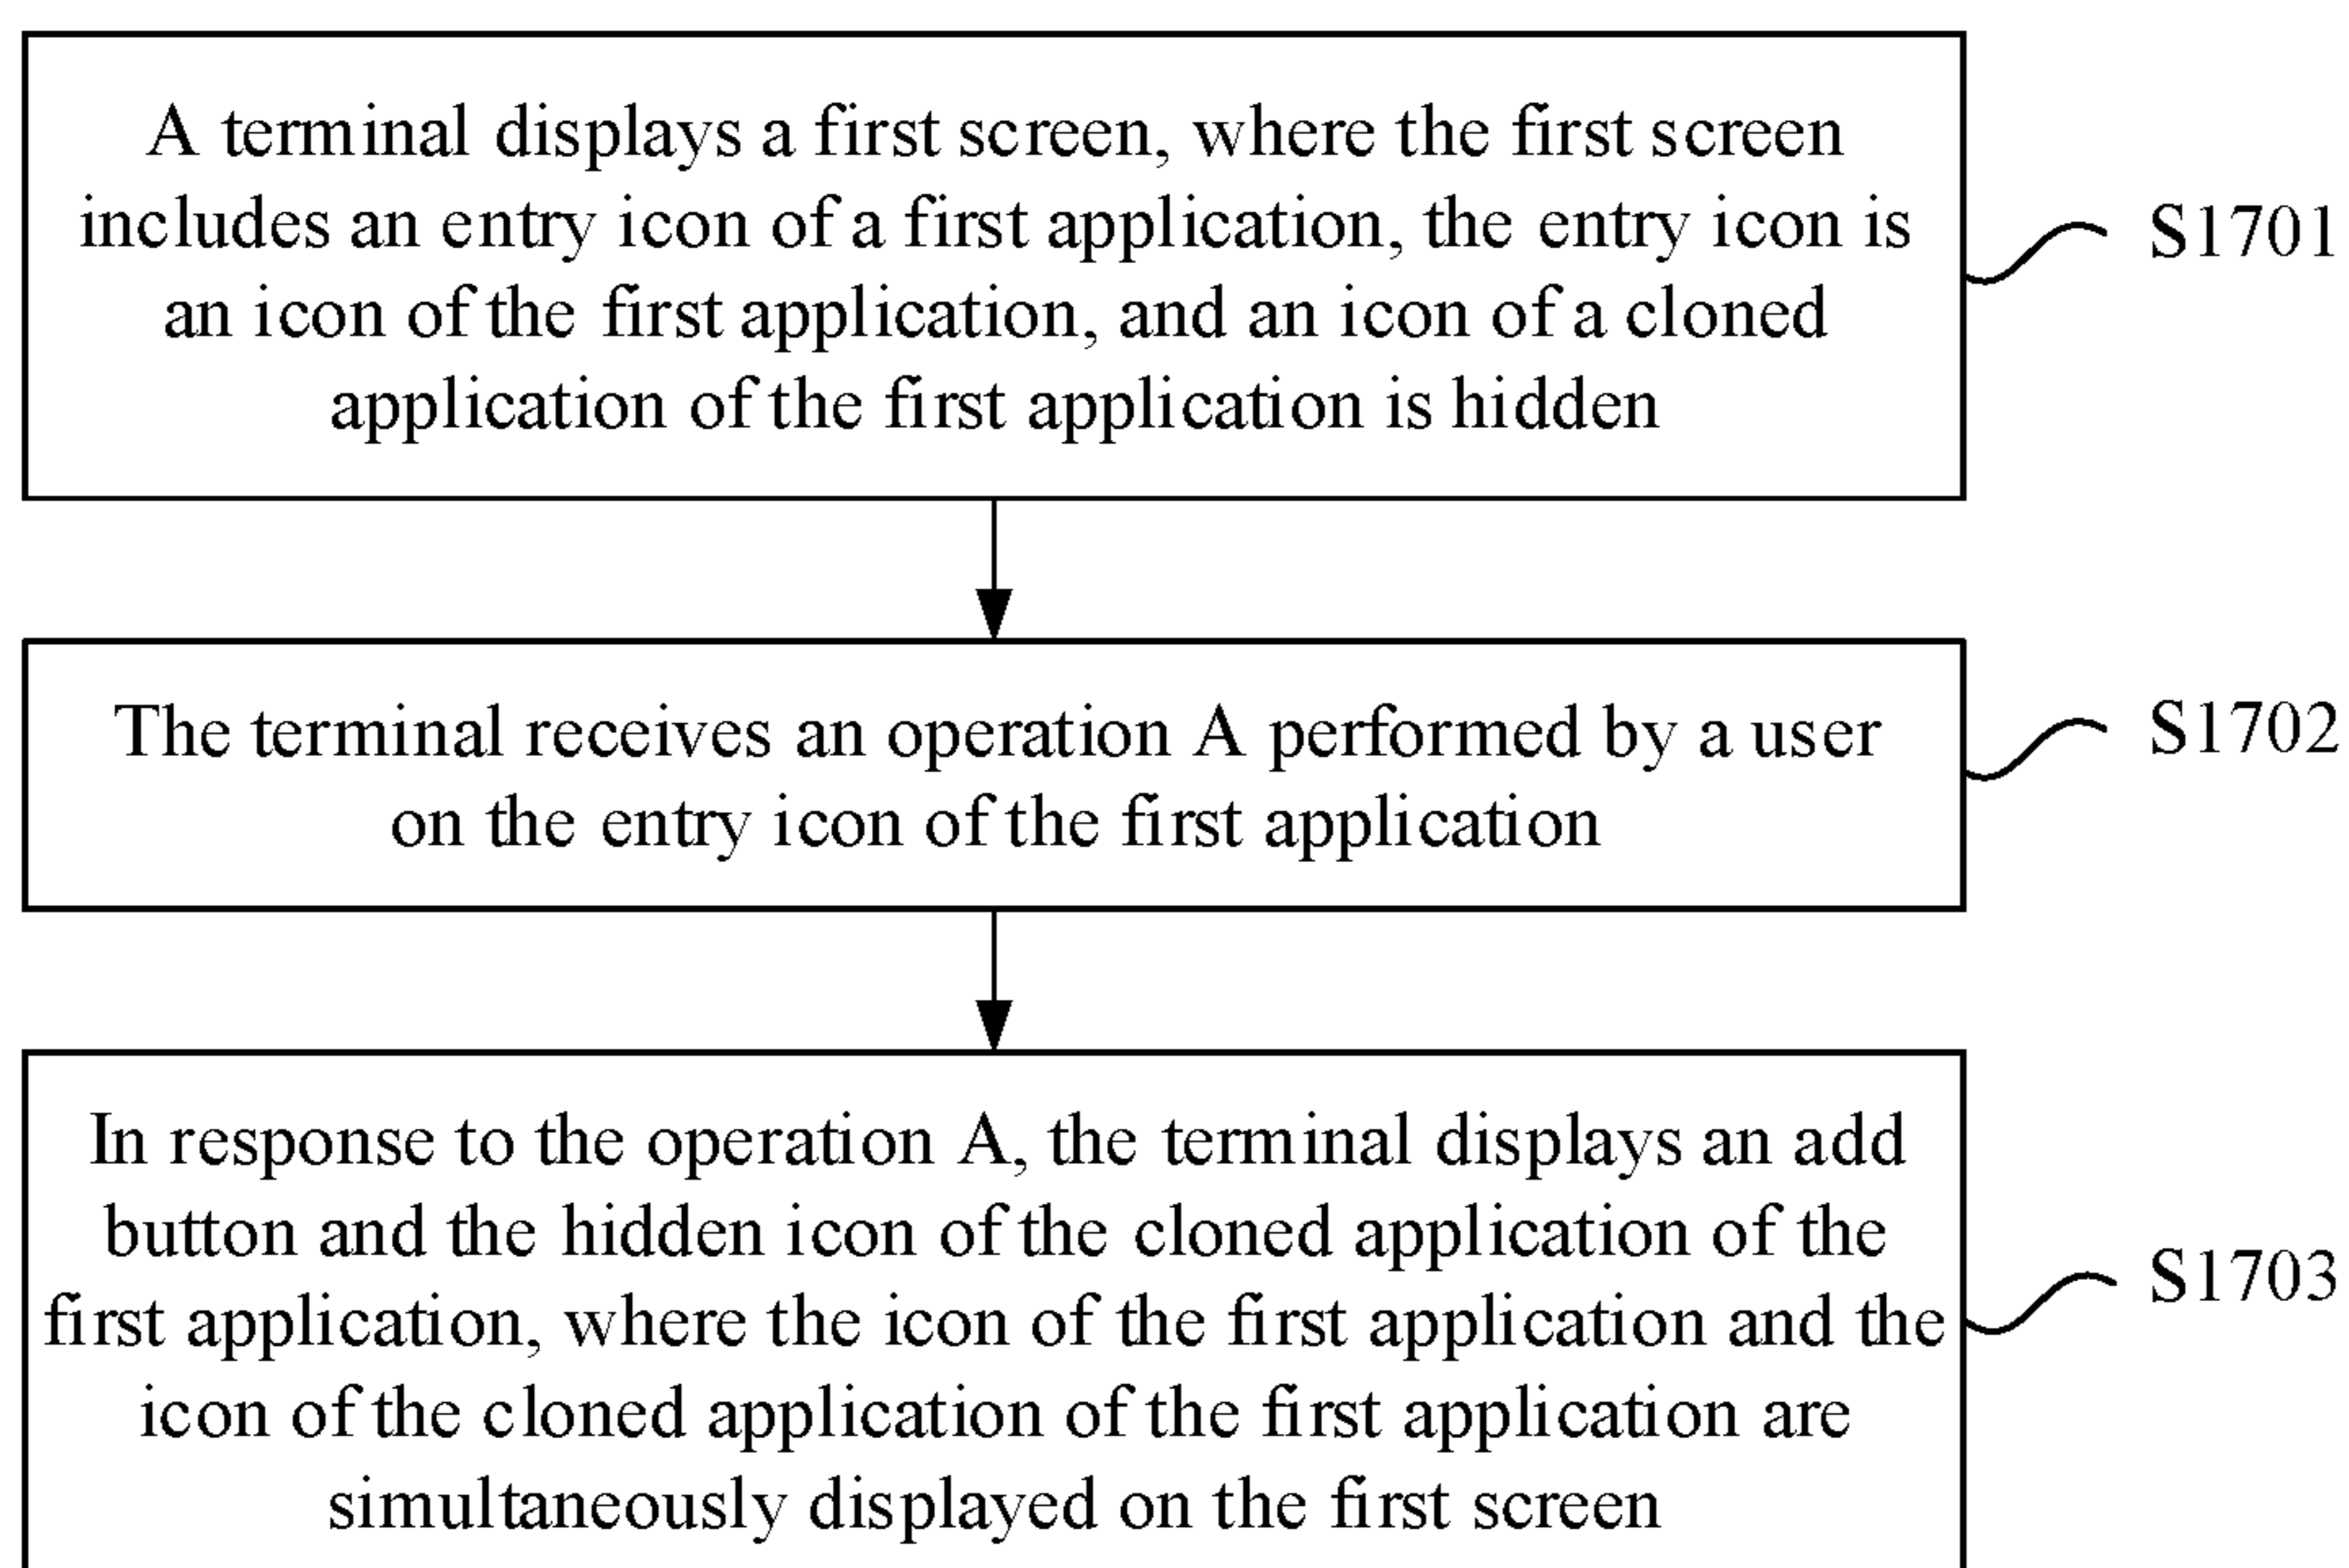 A terminal displays a first screen, where the first screen
includes an entry icon of a first application, the entry icon is
an icon of the first application, and an icon of a cloned
application of the first application is hidden
S1701
The terminal receives an operation A performed by a user
on the entry icon of the first application
S1702
In response to the operation A, the terminal displays an add
button and the hidden icon of the cloned application of the
first application, where the icon of the first application and the
icon of the cloned application of the first application are
simultaneously displayed on the first screen
S1703